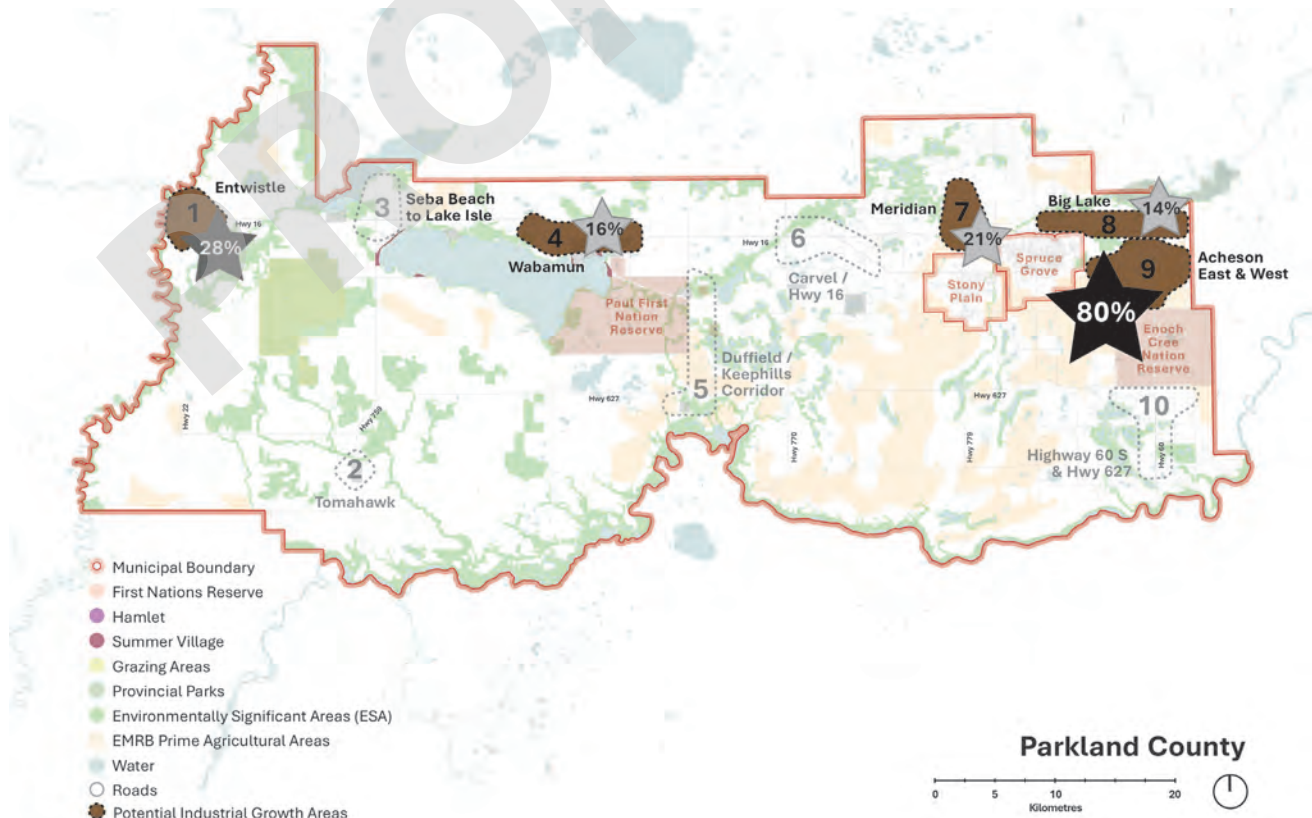 Entwistle
1
Hwy 16
28%
3
Seba Beach
to Lake Isle
4
16%
Wabamun
Paul First
Nation
Reserve
Hwy 16
6
Carvel /
Hwy 16
Meridian
7
21%
Big Lake
8
14%
9
Acheson
East & West
Spruce
Grove
Stony
Plain
80%
Enoch
Cree
Nation
Reserve
Duffield /
Keephills
Corridor
5
Hwy 627
Hwy 22
Hwy 759
2
Tomahawk
Hwy 770
Hwy 779
Hwy 627
10
Highway 60 S
& Hwy 627
Hwy 60
Municipal Boundary
First Nations Reserve
Hamlet
Summer Village
Grazing Areas
Provincial Parks
Environmentally Significant Areas (ESA)
EMRB Prime Agricultural Areas
Water
Roads
Potential Industrial Growth Areas
Parkland County
0 5 10 20
Kilometres